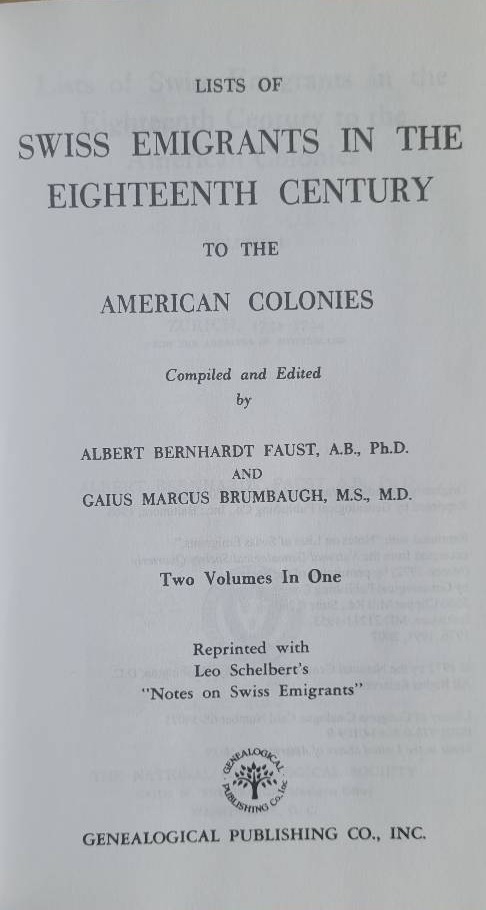 LISTS OF
SWISS EMIGRANTS IN THE
EIGHTEENTH CENTURY
TO THE
AMERICAN COLONIES
Compiled and Edited
by
ALBERT BERNHARDT FAUST, A.B., Ph.D.
AND
GAIUS MARCUS BRUMBAUGH, M.S., M.D.
Two Volumes In One
Reprinted with
Leo Schelbert's
"Notes on Swiss Emigrants"
GENEALOGICAL
PUBLISHING Co., Inc
GENEALOGICAL PUBLISHING CO., INC.